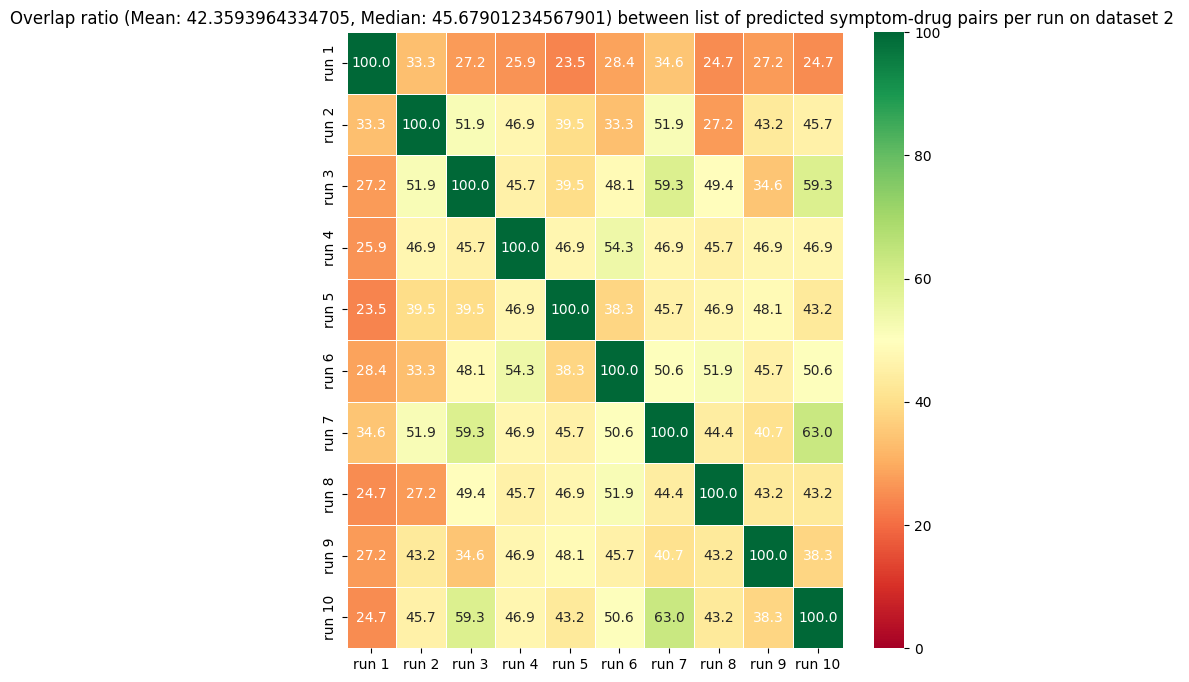 Overlap ratio (Mean: 42.3593964334705, Median: 45.67901234567901) between list of predicted symptom-drug pairs per run on dataset 2
run 1 100.0 33.3 27.2 25.9 23.5 28.4 34.6 24.7 27.2 24.7
run 2 33.3 100.0 51.9 46.9 39.5 33.3 51.9 27.2 43.2 45.7
run 3 27.2 51.9 100.0 45.7 39.5 48.1 59.3 49.4 34.6 59.3
run 4 25.9 46.9 45.7 100.0 46.9 54.3 46.9 45.7 46.9 46.9
run 5 23.5 39.5 39.5 46.9 100.0 38.3 45.7 46.9 48.1 43.2
run 6 28.4 33.3 48.1 54.3 38.3 100.0 50.6 51.9 45.7 50.6
run 7 34.6 51.9 59.3 46.9 45.7 50.6 100.0 44.4 40.7 63.0
run 8 24.7 27.2 49.4 45.7 46.9 51.9 44.4 100.0 43.2 43.2
run 9 27.2 43.2 34.6 46.9 48.1 45.7 40.7 43.2 100.0 38.3
run 10 24.7 45.7 59.3 46.9 43.2 50.6 63.0 43.2 38.3 100.0
run 1 run 2 run 3 run 4 run 5 run 6 run 7 run 8 run 9 run 10
100
80
60
40
20
0